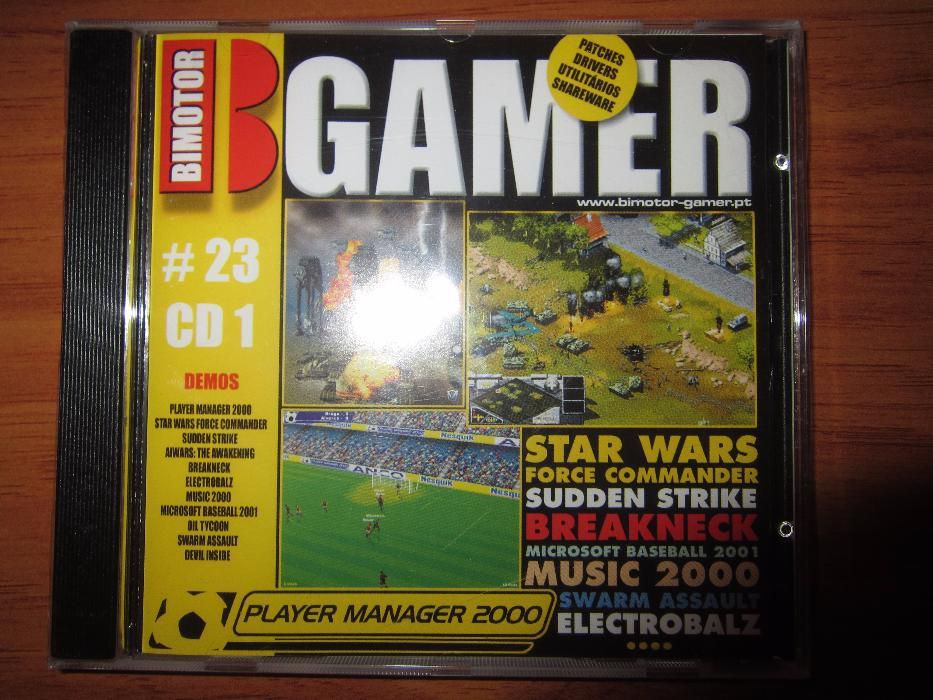 BIMOTOR
B
GAMER
PATCHES
DRIVERS
UTILITÁRIOS
SHAREWARE
www.bimotor-gamer.pt
# 23
CD 1
DEMOS
PLAYER MANAGER 2000
STAR WARS FORCE COMMANDER
SUDDEN STRIKE
AIWARS: THE AWAKENING
BREAKNECK
ELECTROBALZ
MUSIC 2000
MICROSOFT BASEBALL 2001
OIL TYCOON
SWARM ASSAULT
DEVIL INSIDE
Nesquik
ANFO
Nesquik
STAR WARS
FORCE COMMANDER
SUDDEN STRIKE
BREAKNECK
MICROSOFT BASEBALL 2001
MUSIC 2000
SWARM ASSAULT
ELECTROBALZ
PLAYER MANAGER 2000